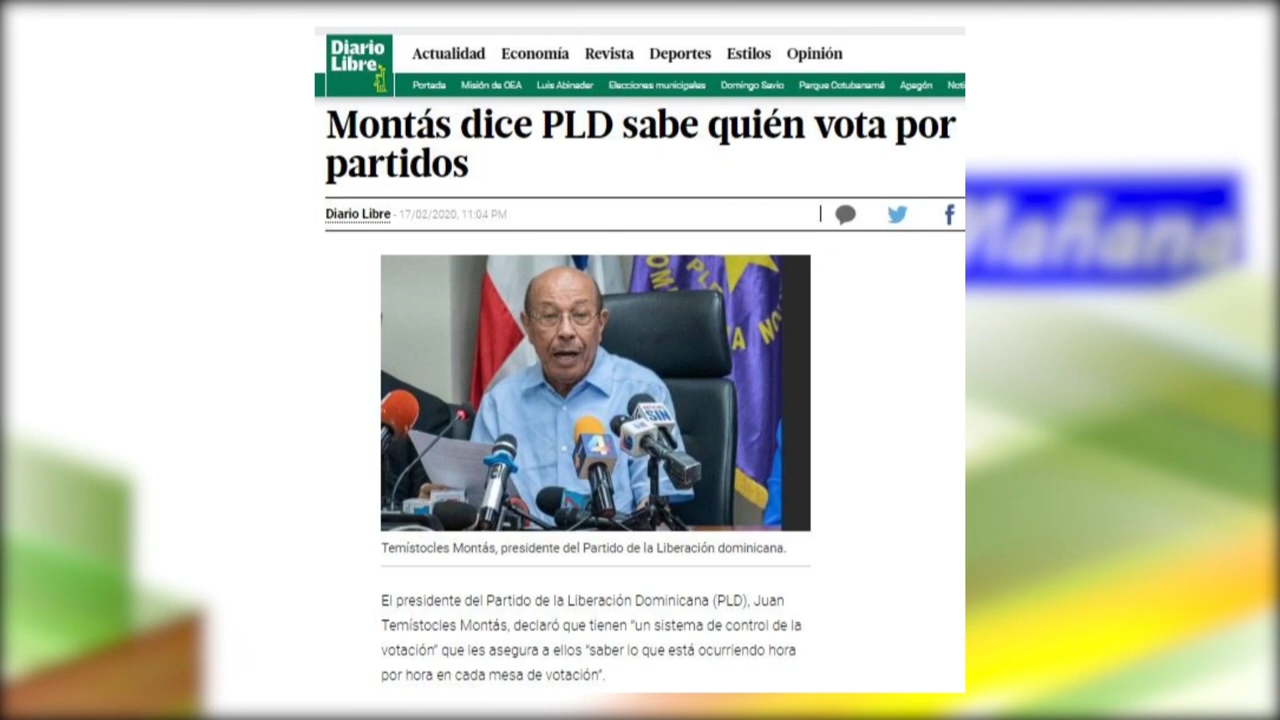 Diario
Libre
Actualidad Economía Revista Deportes Estilos Opinión
Portada Misión de OEA Luis Abinader Elecciones municipales Domingo Savio Parque Cotubanamá Apagón Noti
Montás dice PLD sabe quién vota por
partidos
Diario Libre - 17/02/2020, 11:04 PM
Mañana
SIN
4
Temístocles Montás, presidente del Partido de la Liberación dominicana.
El presidente del Partido de la Liberación Dominicana (PLD), Juan
Temístocles Montás, declaró que tienen “un sistema de control de la
votación” que les asegura a ellos “saber lo que está ocurriendo hora
por hora en cada mesa de votación”.